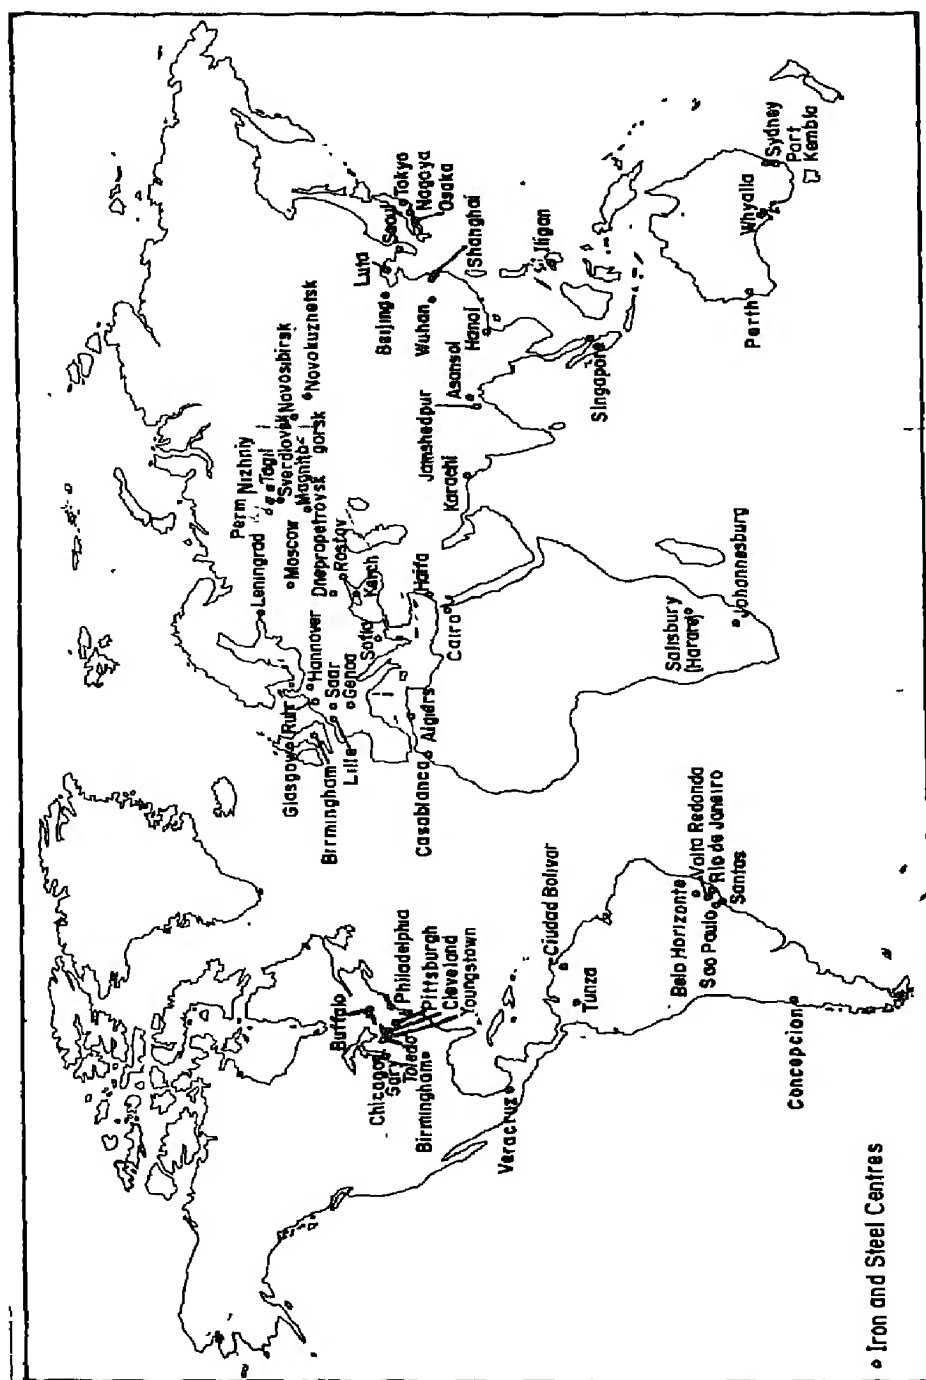 Glasgow
Ruhr
Hannover
Saar
Genoa
Birmingham
Lille
Sofia
Casablanca
Algiers
Leningrad
Moscow
Perm
Nizhniy
Tagil
Sverdlovsk
Magnito
gorsk
Novosibirsk
Novokuznetsk
Dnepropetrovsk
Rostov
Kerch
Haifa
Cairo
Karachi
Jamshedpur
Asansol
Beijing
Luta
Seoul
Tokyo
Nagoya
Osaka
Shanghai
Wuhan
Hanoi
Iligan
Singapore
Perth
Whyalla
Sydney
Port
Kembla
Salisbury
(Harare)
Johannesburg
Buffalo
Philadelphia
Pittsburgh
Cleveland
Youngstown
Chicago
Gary
Toledo
Birmingham
Veracruz
Ciudad Bolivar
Tunza
Belo Horizonte
Volta Redonda
Sao Paulo
Rio de Janeiro
Santos
Concepcion
Iron and Steel Centres